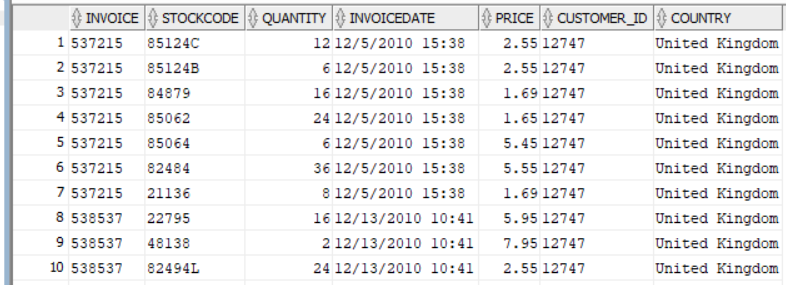 INVOICE STOCKCODE QUANTITY INVOICEDATE PRICE CUSTOMER_ID COUNTRY
1 537215 85124C 12 12/5/2010 15:38 2.55 12747 United Kingdom
2 537215 85124B 6 12/5/2010 15:38 2.55 12747 United Kingdom
3 537215 84879 16 12/5/2010 15:38 1.69 12747 United Kingdom
4 537215 85062 24 12/5/2010 15:38 1.65 12747 United Kingdom
5 537215 85064 6 12/5/2010 15:38 5.45 12747 United Kingdom
6 537215 82484 36 12/5/2010 15:38 5.55 12747 United Kingdom
7 537215 21136 8 12/5/2010 15:38 1.69 12747 United Kingdom
8 538537 22795 16 12/13/2010 10:41 5.95 12747 United Kingdom
9 538537 48138 2 12/13/2010 10:41 7.95 12747 United Kingdom
10 538537 82494L 24 12/13/2010 10:41 2.55 12747 United Kingdom